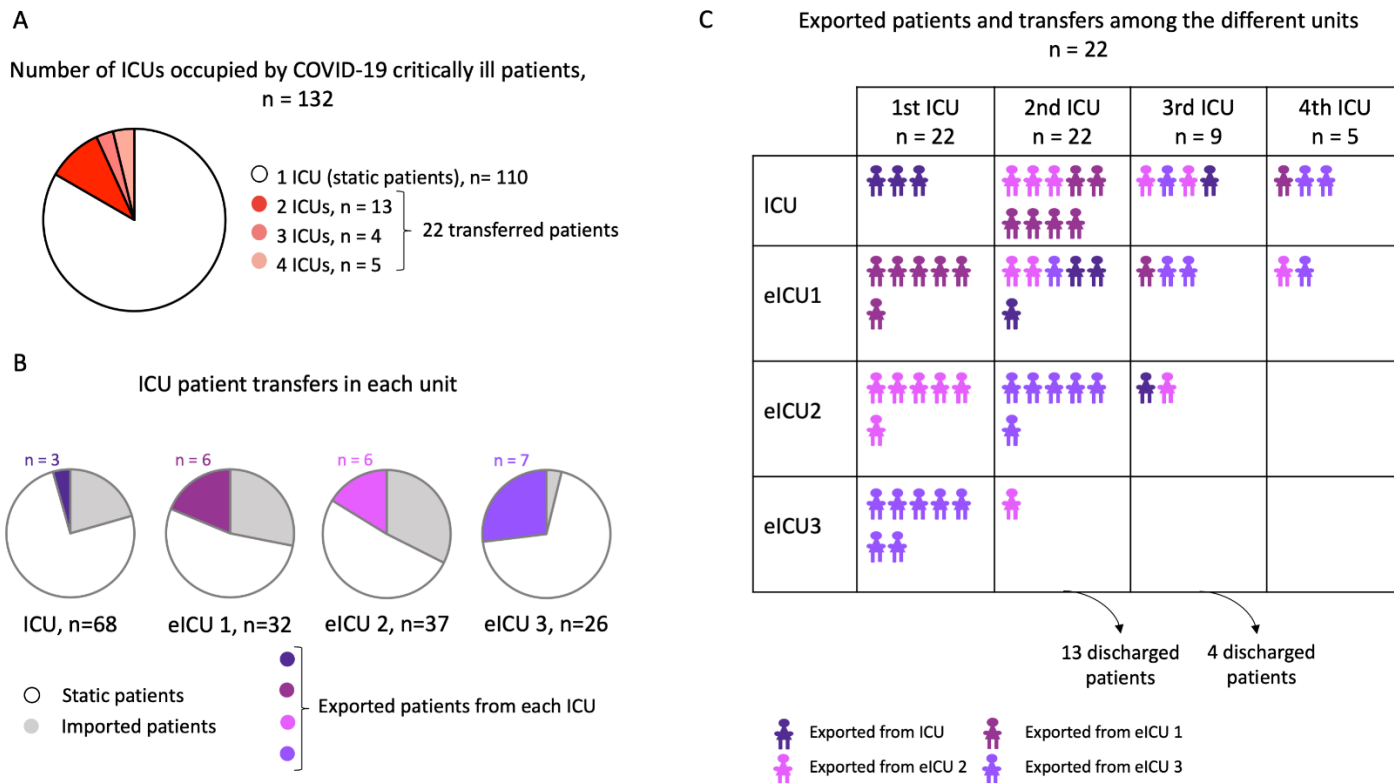 A
Number of ICUs occupied by COVID-19 critically ill patients,
n = 132
1 ICU (static patients), n= 110
2 ICUs, n = 13
3 ICUs, n = 4
4 ICUs, n = 5
22 transferred patients
B
ICU patient transfers in each unit
n = 3
n = 6
n = 6
n = 7
ICU, n=68
eICU 1, n=32
eICU 2, n=37
eICU 3, n=26
Static patients
Imported patients
Exported patients from each ICU
C
Exported patients and transfers among the different units
n = 22
1st ICU
n = 22
2nd ICU
n = 22
3rd ICU
n = 9
4th ICU
n = 5
ICU
eICU1
eICU2
eICU3
13 discharged
patients
4 discharged
patients
Exported from ICU
Exported from eICU 1
Exported from eICU 2
Exported from eICU 3